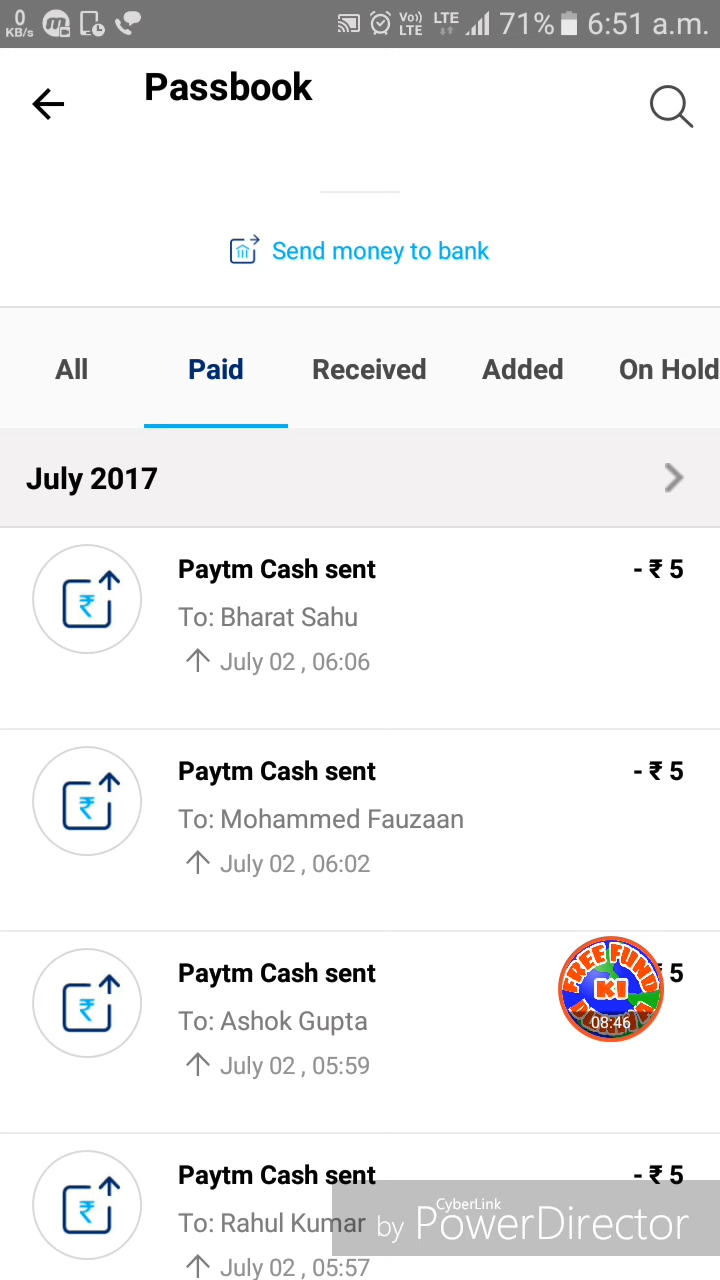 0
KB/s
Vo))
LTE
LTE
71%
6:51 a.m.
Passbook
Send money to bank
All
Paid
Received
Added
On Hold
July 2017
Paytm Cash sent
- ₹ 5
To: Bharat Sahu
July 02 , 06:06
Paytm Cash sent
- ₹ 5
To: Mohammed Fauzaan
July 02 , 06:02
Paytm Cash sent
5
FREE FUND
KI
08:46
To: Ashok Gupta
July 02 , 05:59
Paytm Cash sent
- ₹ 5
To: Rahul Kumar
July 02 , 05:57
CyberLink
by PowerDirector